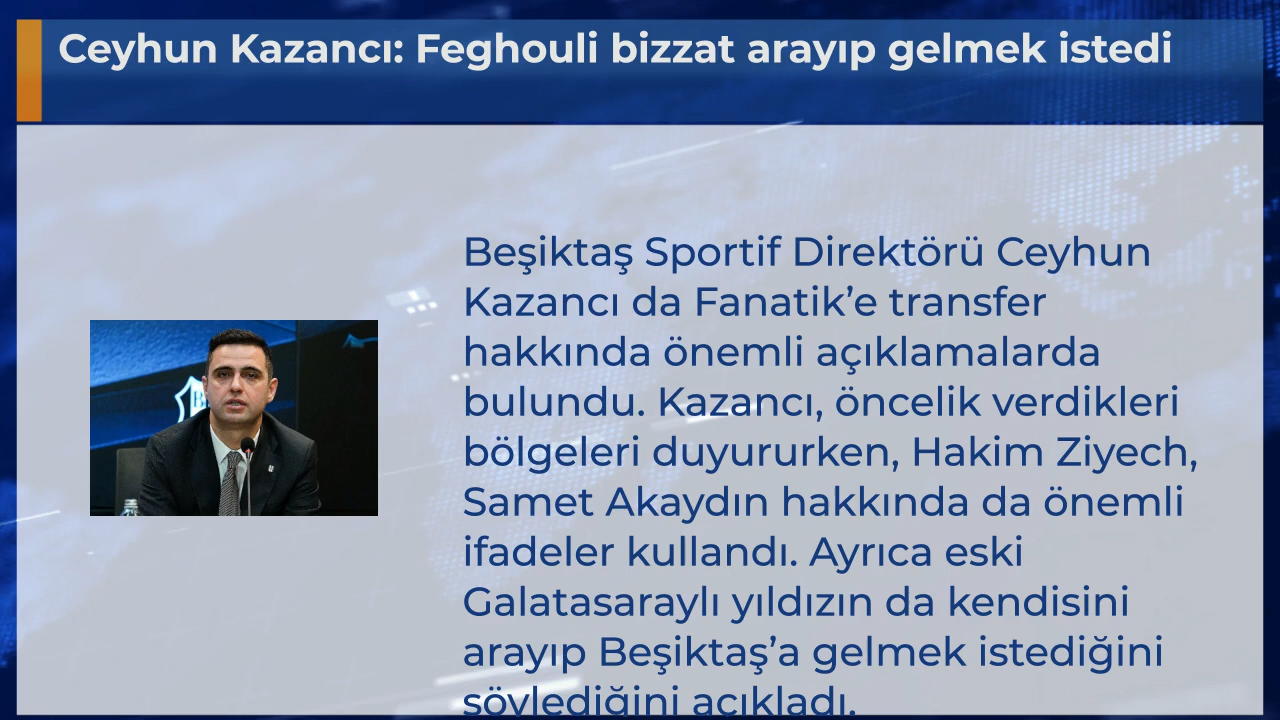 Ceyhun Kazancı: Feghouli bizzat arayıp gelmek istedi
Beşiktaş Sportif Direktörü Ceyhun
Kazancı da Fanatik’e transfer
hakkında önemli açıklamalarda
bulundu. Kazancı, öncelik verdikleri
bölgeleri duyururken, Hakim Ziyech,
Samet Akaydın hakkında da önemli
ifadeler kullandı. Ayrıca eski
Galatasaraylı yıldızın da kendisini
arayıp Beşiktaş’a gelmek istediğini
söylediğini açıkladı.